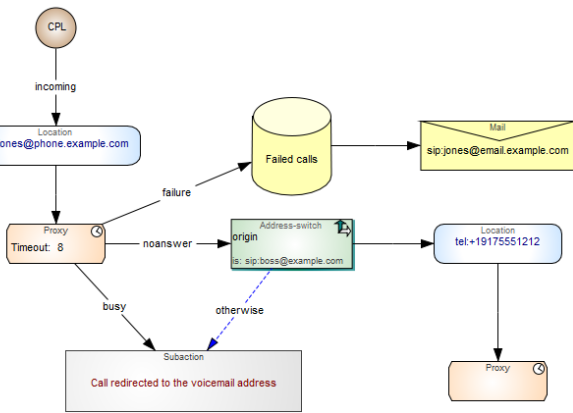 CPL
incoming
Location
ones@phone.example.com
Mail
sip:jones@email.example.com
Failed calls
failure
Proxy
Timeout: 8
noanswer
Address-switch
origin
is: sip:boss@example.com
Location
tel:+19175551212
busy
otherwise
Subaction
Call redirected to the voicemail address
Proxy